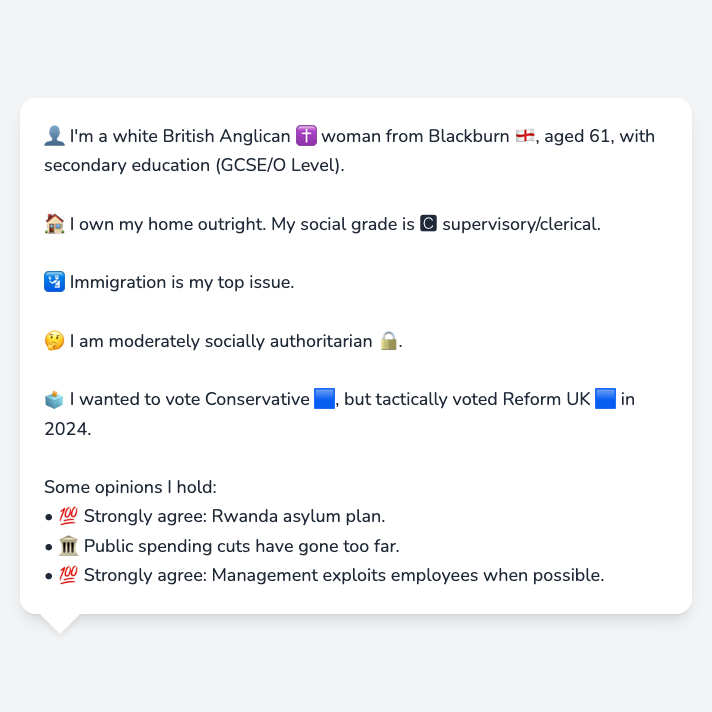 👤 I'm a white British Anglican ✝️ woman from Blackburn 🏴󠁧󠁢󠁥󠁮󠁧󠁿, aged 61, with
secondary education (GCSE/O Level).
🏠 I own my home outright. My social grade is 🅲 supervisory/clerical.
🛂 Immigration is my top issue.
🤔 I am moderately socially authoritarian 🔒.
🗳️ I wanted to vote Conservative 🟦, but tactically voted Reform UK 🟦 in
2024.
Some opinions I hold:
• 💯 Strongly agree: Rwanda asylum plan.
• 🏛️ Public spending cuts have gone too far.
• 💯 Strongly agree: Management exploits employees when possible.